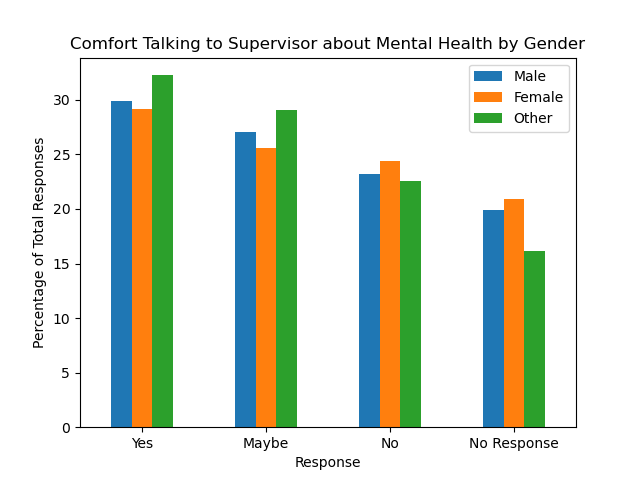 Comfort Talking to Supervisor about Mental Health by Gender
Male
Female
Other
Percentage of Total Responses
30
25
20
15
10
5
0
Yes
Maybe
No
No Response
Response